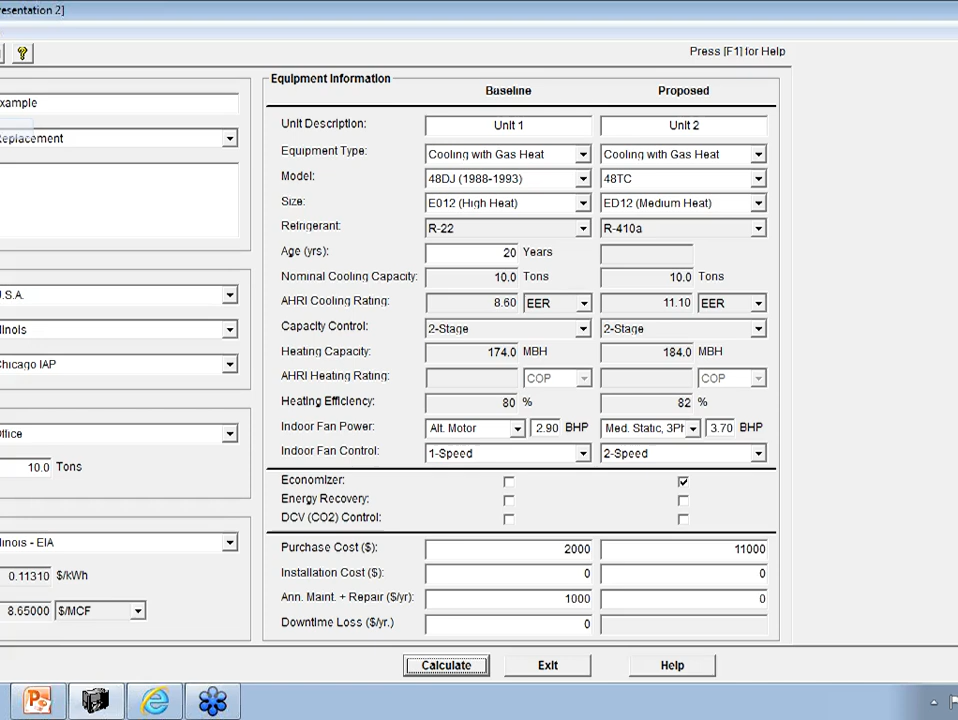 esentation 2]
?
Press [F1] for Help
xample
eplacement
.S.A.
linois
hicago IAP
ffice
10.0 Tons
linois - EIA
0.11310 $/kWh
8.65000 $/MCF
Equipment Information
Baseline Proposed
Unit Description: Unit 1 Unit 2
Equipment Type: Cooling with Gas Heat Cooling with Gas Heat
Model: 48DJ (1988-1993) 48TC
Size: E012 (High Heat) ED12 (Medium Heat)
Refrigerant: R-22 R-410a
Age (yrs): 20 Years
Nominal Cooling Capacity: 10.0 Tons 10.0 Tons
AHRI Cooling Rating: 8.60 EER 11.10 EER
Capacity Control: 2-Stage 2-Stage
Heating Capacity: 174.0 MBH 184.0 MBH
AHRI Heating Rating: COP COP
Heating Efficiency: 80 % 82 %
Indoor Fan Power: Alt. Motor 2.90 BHP Med. Static, 3Ph 3.70 BHP
Indoor Fan Control: 1-Speed 2-Speed
Economizer:
Energy Recovery:
DCV (CO2) Control:
Purchase Cost ($): 2000 11000
Installation Cost ($): 0 0
Ann. Maint. + Repair ($/yr): 1000 0
Downtime Loss ($/yr.) 0
Calculate Exit Help